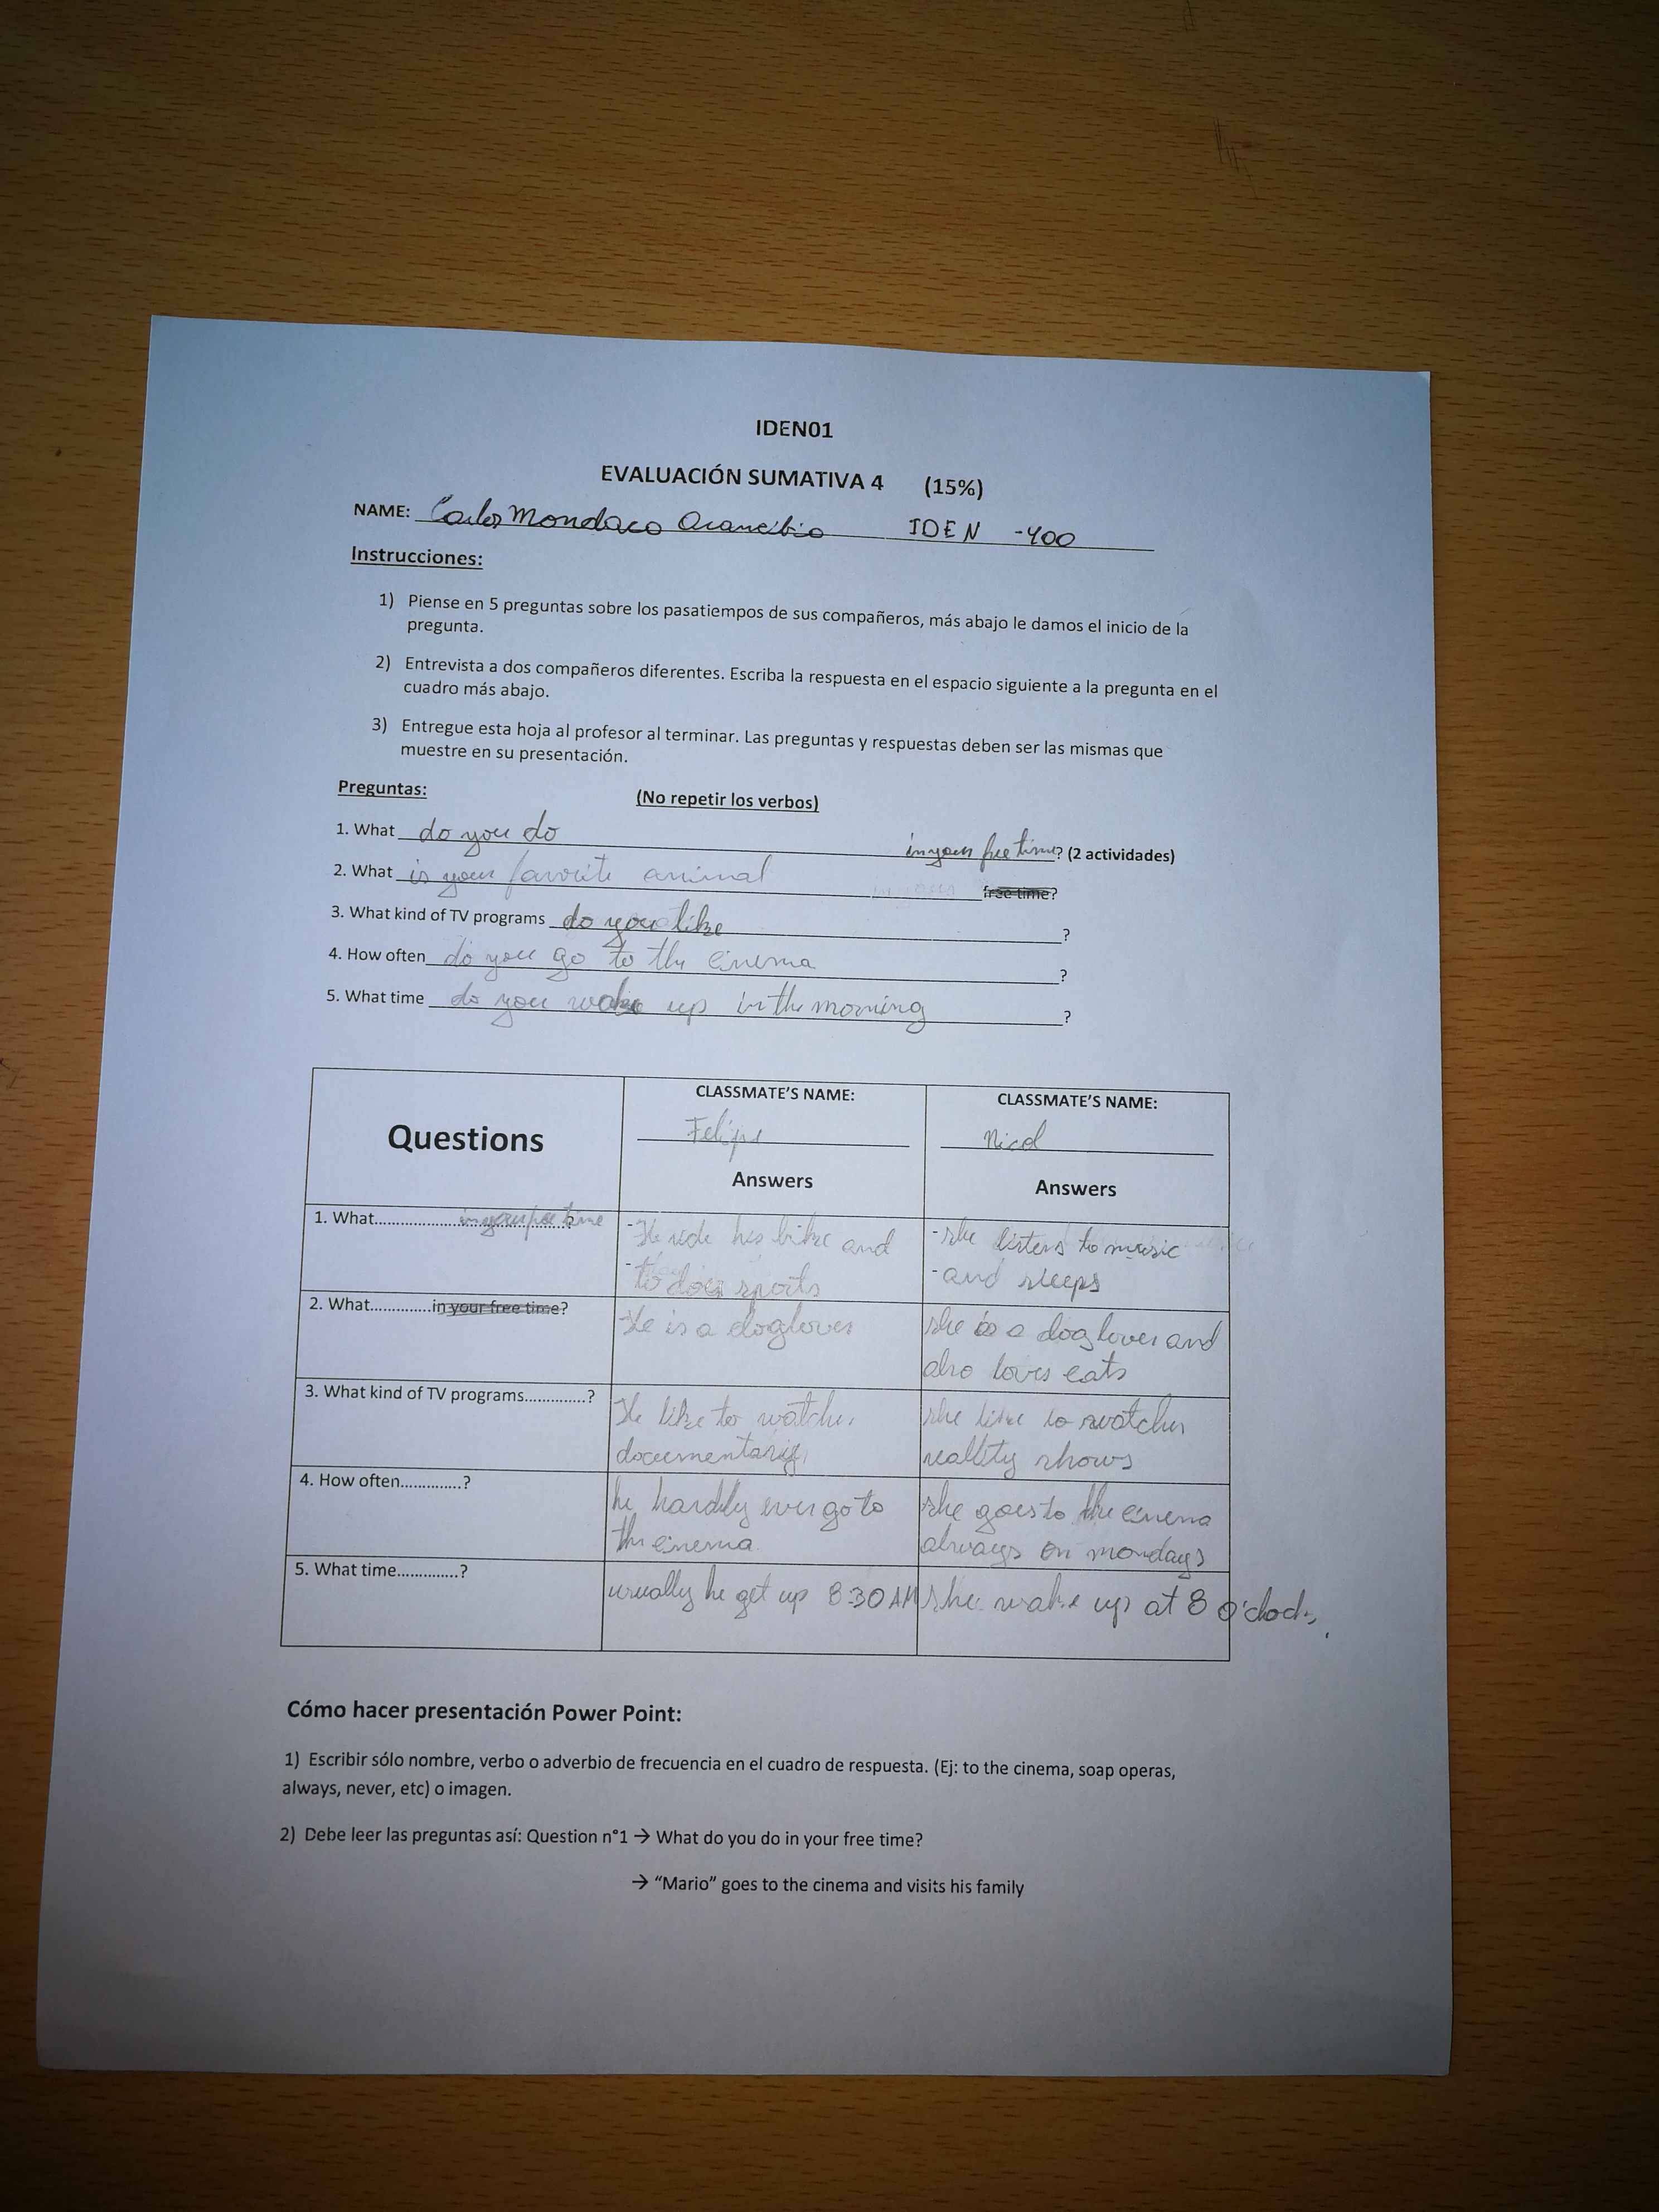 IDEN01
EVALUACIÓN SUMATIVA 4 (15%)
NAME: Carlos Mondaca Arancibia IDEN -400
Instrucciones:
1) Piense en 5 preguntas sobre los pasatiempos de sus compañeros, más abajo le damos el inicio de la
pregunta.
2) Entrevista a dos compañeros diferentes. Escriba la respuesta en el espacio siguiente a la pregunta en el
cuadro más abajo.
3) Entregue esta hoja al profesor al terminar. Las preguntas y respuestas deben ser las mismas que
muestre en su presentación.
Preguntas: (No repetir los verbos)
1. What do you do in your free time? (2 actividades)
2. What is your favorite animal in your free time?
3. What kind of TV programs do you like ?
4. How often do you go to the cinema ?
5. What time do you wake up in the morning ?
Questions
CLASSMATE'S NAME:
Felipe
Answers
CLASSMATE'S NAME:
Nicol
Answers
1. What.......................in your free time?
-He ride his bike and
-to does sports
-she listens to music
-and sleeps
2. What.............in your free time?
He is a dog lover
she is a dog lover and
also loves cats
3. What kind of TV programs.............?
He like to watch
documentaries
she like to watches
reallity shows
4. How often.............?
he hardly ever go to
the cinema
she goes to the cinema
always on mondays
5. What time.............?
usually he get up 8:30 AM
she wake up at 8 o'clock
Cómo hacer presentación Power Point:
1) Escribir sólo nombre, verbo o adverbio de frecuencia en el cuadro de respuesta. (Ej: to the cinema, soap operas,
always, never, etc) o imagen.
2) Debe leer las preguntas así: Question n°1 → What do you do in your free time?
→ "Mario" goes to the cinema and visits his family